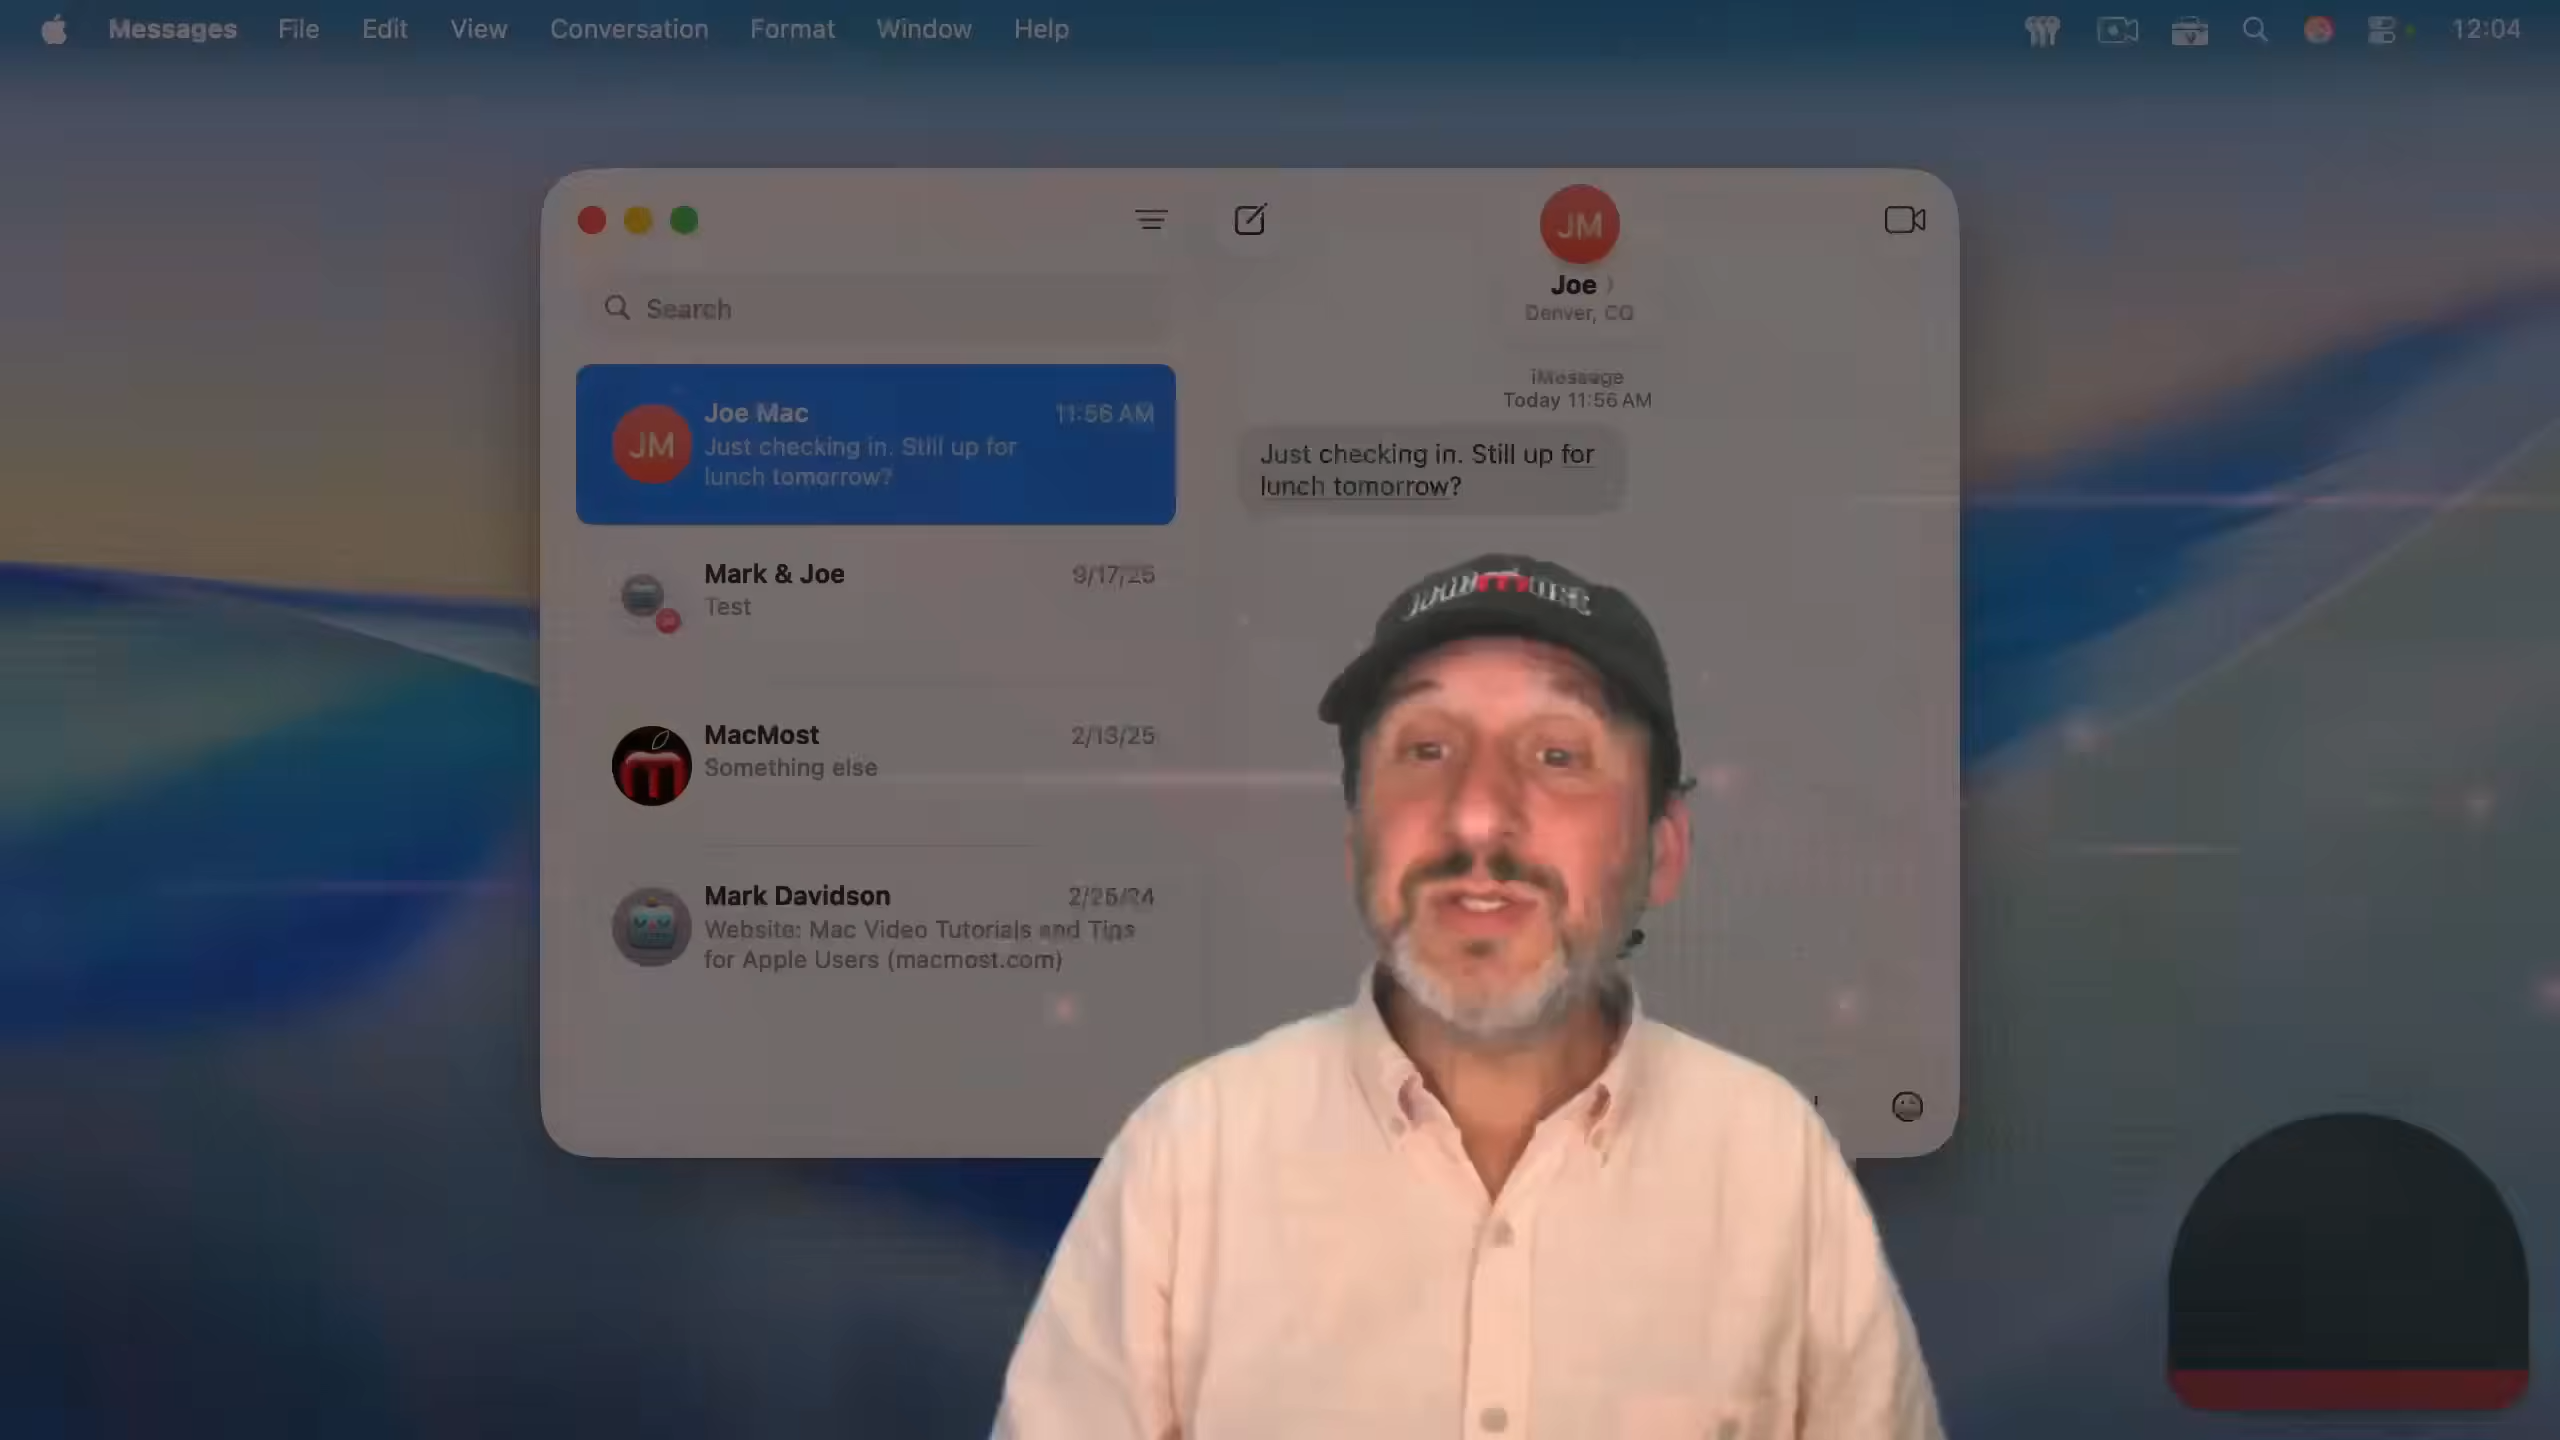 Messages File Edit View Conversation Format Window Help 12:04
JM
Joe
Denver, CO
Search
iMessage
Today 11:56 AM
Joe Mac 11:56 AM
JM
Just checking in. Still up for
lunch tomorrow?
Just checking in. Still up for
lunch tomorrow?
Mark & Joe 9/17/25
Test
MacMost 2/13/25
m
Something else
Mark Davidson 2/26/24
Website: Mac Video Tutorials and Tips
for Apple Users (macmost.com)